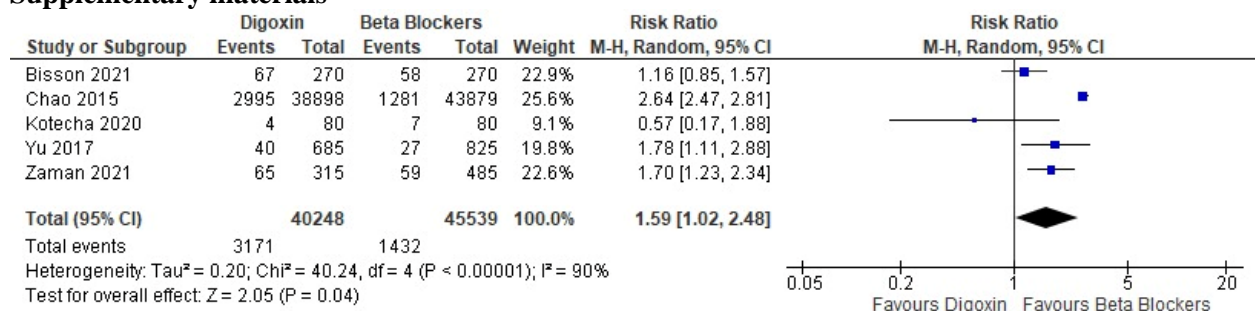 Supplementary materials
Digoxin Beta Blockers Risk Ratio Risk Ratio
Study or Subgroup Events Total Events Total Weight M-H, Random, 95% CI M-H, Random, 95% CI
Bisson 2021 67 270 58 270 22.9% 1.16 [0.85, 1.57]
Chao 2015 2995 38898 1281 43879 25.6% 2.64 [2.47, 2.81]
Kotecha 2020 4 80 7 80 9.1% 0.57 [0.17, 1.88]
Yu 2017 40 685 27 825 19.8% 1.78 [1.11, 2.88]
Zaman 2021 65 315 59 485 22.6% 1.70 [1.23, 2.34]
Total (95% CI) 40248 45539 100.0% 1.59 [1.02, 2.48]
Total events 3171 1432
Heterogeneity: Tau² = 0.20; Chi² = 40.24, df = 4 (P < 0.00001); I² = 90%
Test for overall effect: Z = 2.05 (P = 0.04)
0.05 0.2 1 5 20
Favours Digoxin Favours Beta Blockers